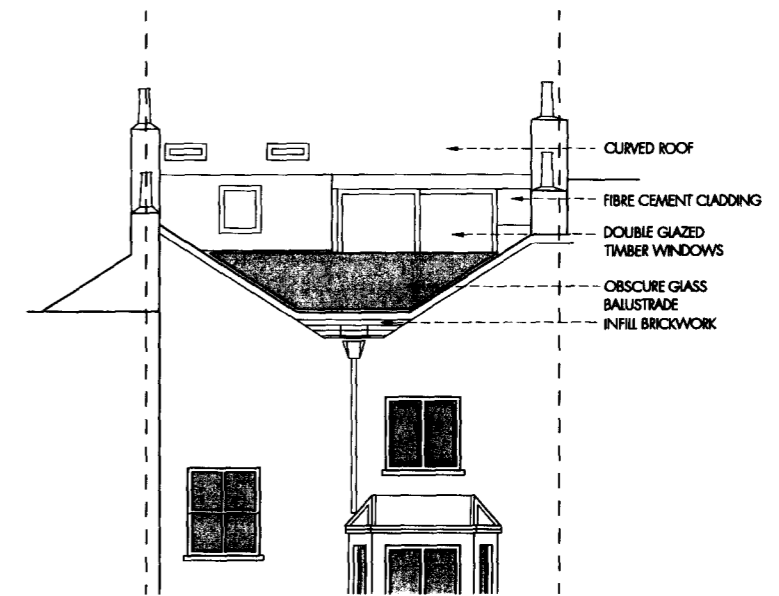 CURVED ROOF
FIBRE CEMENT CLADDING
DOUBLE GLAZED
TIMBER WINDOWS
OBSCURE GLASS
BALUSTRADE
INFILL BRICKWORK